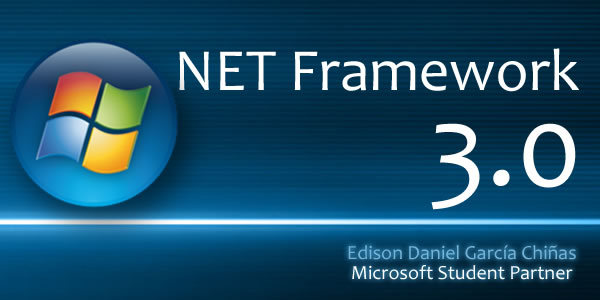 NET Framework
3.0
Edison Daniel García Chiñas
Microsoft Student Partner